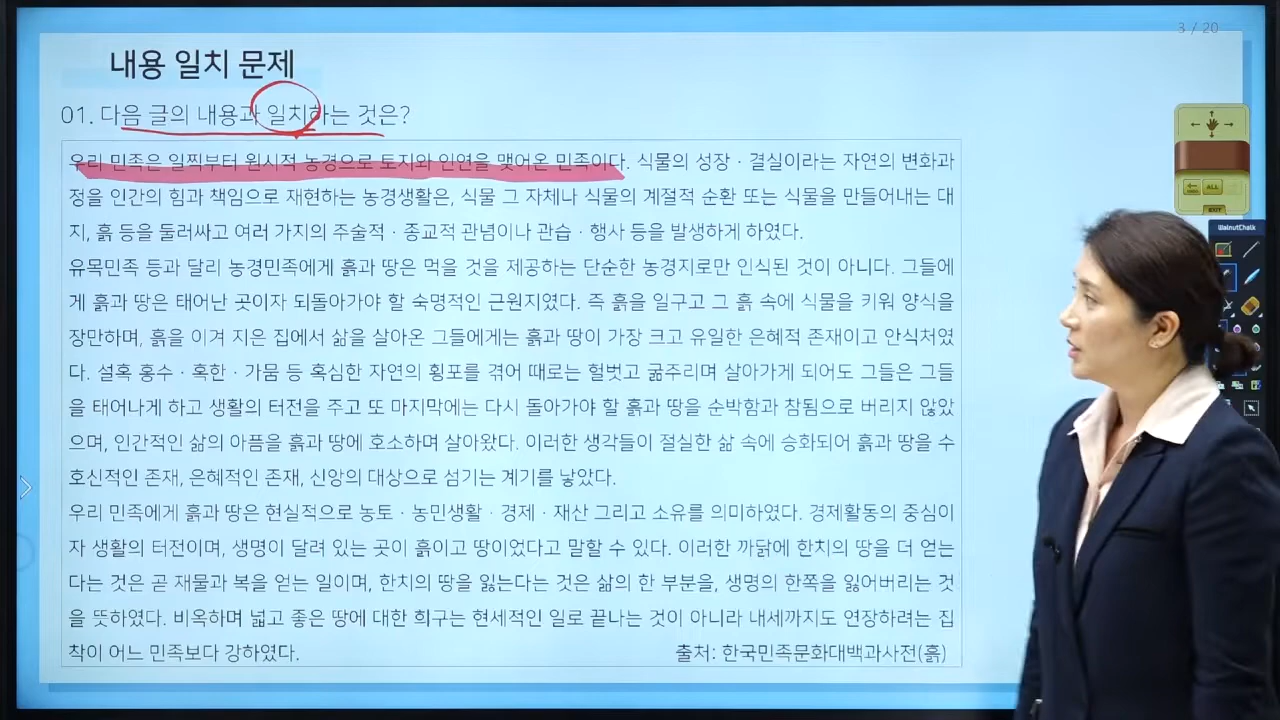 3 / 20
내용 일치 문제
01. 다음 글의 내용과 일치하는 것은?
우리 민족은 일찍부터 원시적 농경으로 토지와 인연을 맺어온 민족이다. 식물의 성장 · 결실이라는 자연의 변화과
정을 인간의 힘과 책임으로 재현하는 농경생활은, 식물 그 자체나 식물의 계절적 순환 또는 식물을 만들어내는 대
지, 흙 등을 둘러싸고 여러 가지의 주술적 · 종교적 관념이나 관습 · 행사 등을 발생하게 하였다.
유목민족 등과 달리 농경민족에게 흙과 땅은 먹을 것을 제공하는 단순한 농경지로만 인식된 것이 아니다. 그들에
게 흙과 땅은 태어난 곳이자 되돌아가야 할 숙명적인 근원지였다. 즉 흙을 일구고 그 흙 속에 식물을 키워 양식을
장만하며, 흙을 이겨 지은 집에서 삶을 살아온 그들에게는 흙과 땅이 가장 크고 유일한 은혜적 존재이고 안식처였
다. 설혹 홍수 · 혹한 · 가뭄 등 혹심한 자연의 횡포를 겪어 때로는 헐벗고 굶주리며 살아가게 되어도 그들은 그들
을 태어나게 하고 생활의 터전을 주고 또 마지막에는 다시 돌아가야 할 흙과 땅을 순박함과 참됨으로 버리지 않았
으며, 인간적인 삶의 아픔을 흙과 땅에 호소하며 살아왔다. 이러한 생각들이 절실한 삶 속에 승화되어 흙과 땅을 수
호신적인 존재, 은혜적인 존재, 신앙의 대상으로 섬기는 계기를 낳았다.
우리 민족에게 흙과 땅은 현실적으로 농토 · 농민생활 · 경제 · 재산 그리고 소유를 의미하였다. 경제활동의 중심이
자 생활의 터전이며, 생명이 달려 있는 곳이 흙이고 땅이었다고 말할 수 있다. 이러한 까닭에 한치의 땅을 더 얻는
다는 것은 곧 재물과 복을 얻는 일이며, 한치의 땅을 잃는다는 것은 삶의 한 부분을, 생명의 한쪽을 잃어버리는 것
을 뜻하였다. 비옥하며 넓고 좋은 땅에 대한 희구는 현세적인 일로 끝나는 것이 아니라 내세까지도 연장하려는 집
착이 어느 민족보다 강하였다.
출처: 한국민족문화대백과사전(흙)
ALL
EXIT
WalnutChalk